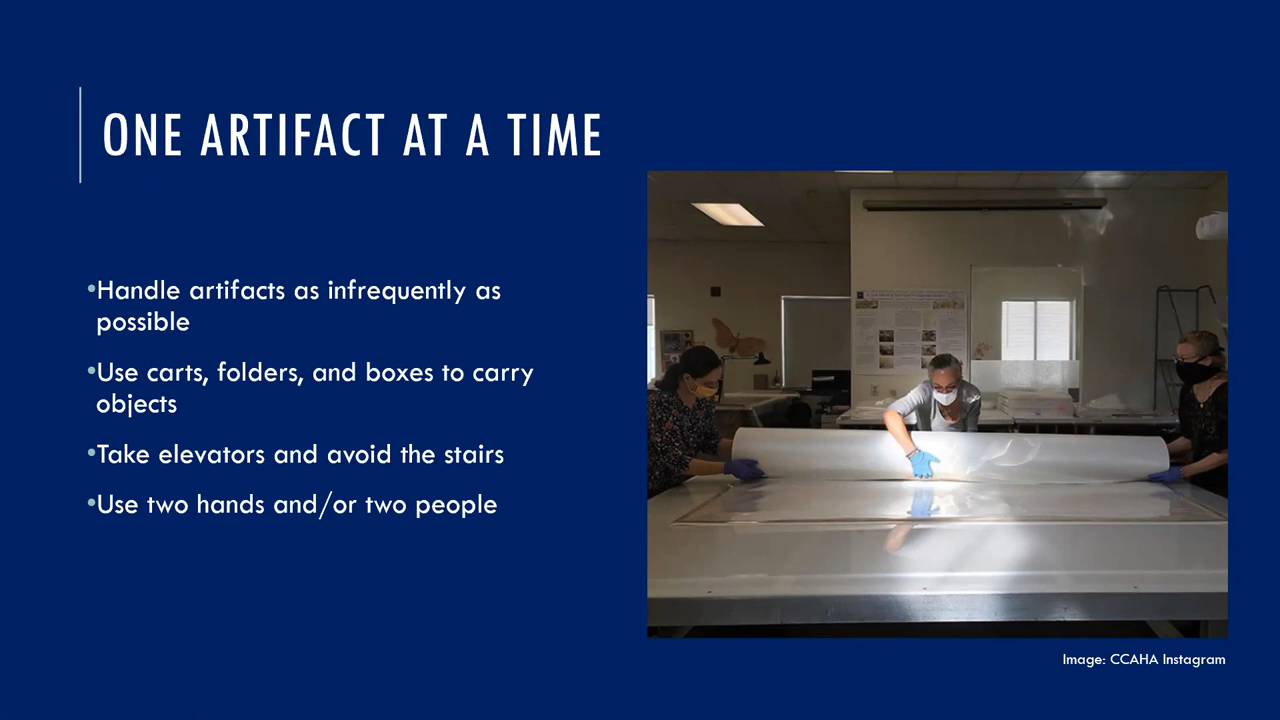 ONE ARTIFACT AT A TIME
•Handle artifacts as infrequently as
possible
•Use carts, folders, and boxes to carry
objects
•Take elevators and avoid the stairs
•Use two hands and/or two people
Image: CCAHA Instagram